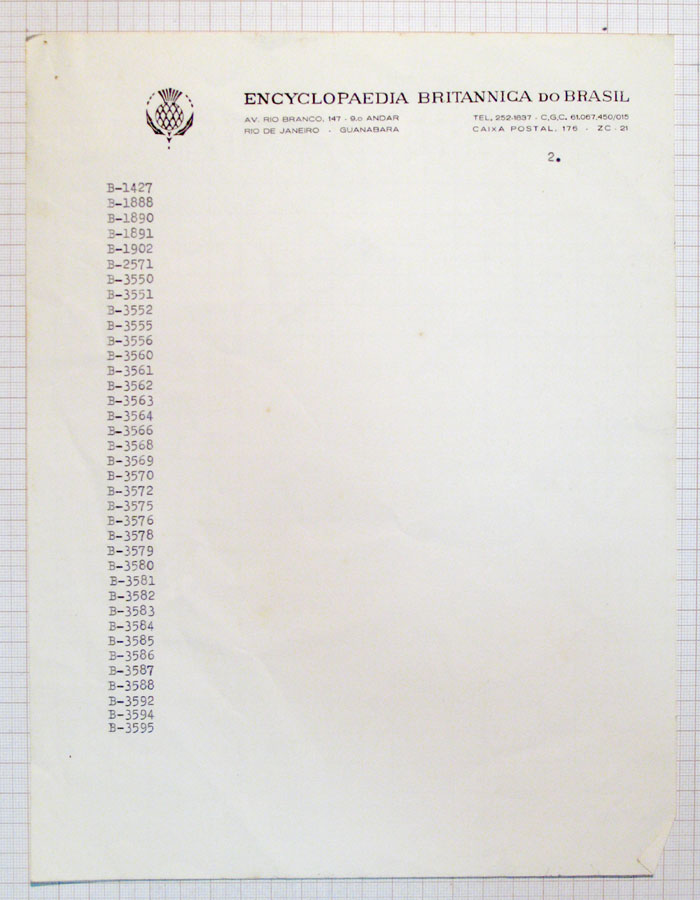 ENCYCLOPAEDIA BRITANNICA DO BRASIL
AV. RIO BRANCO, 147 - 9.o ANDAR
RIO DE JANEIRO - GUANABARA
TEL, 252-1837 - C,G,C, 61.067.450/015
CAIXA POSTAL, 176 - ZC - 21
2.
B-1427
B-1888
B-1890
B-1891
B-1902
B-2571
B-3550
B-3551
B-3552
B-3555
B-3556
B-3560
B-3561
B-3562
B-3563
B-3564
B-3566
B-3568
B-3569
B-3570
B-3572
B-3575
B-3576
B-3578
B-3579
B-3580
B-3581
B-3582
B-3583
B-3584
B-3585
B-3586
B-3587
B-3588
B-3592
B-3594
B-3595